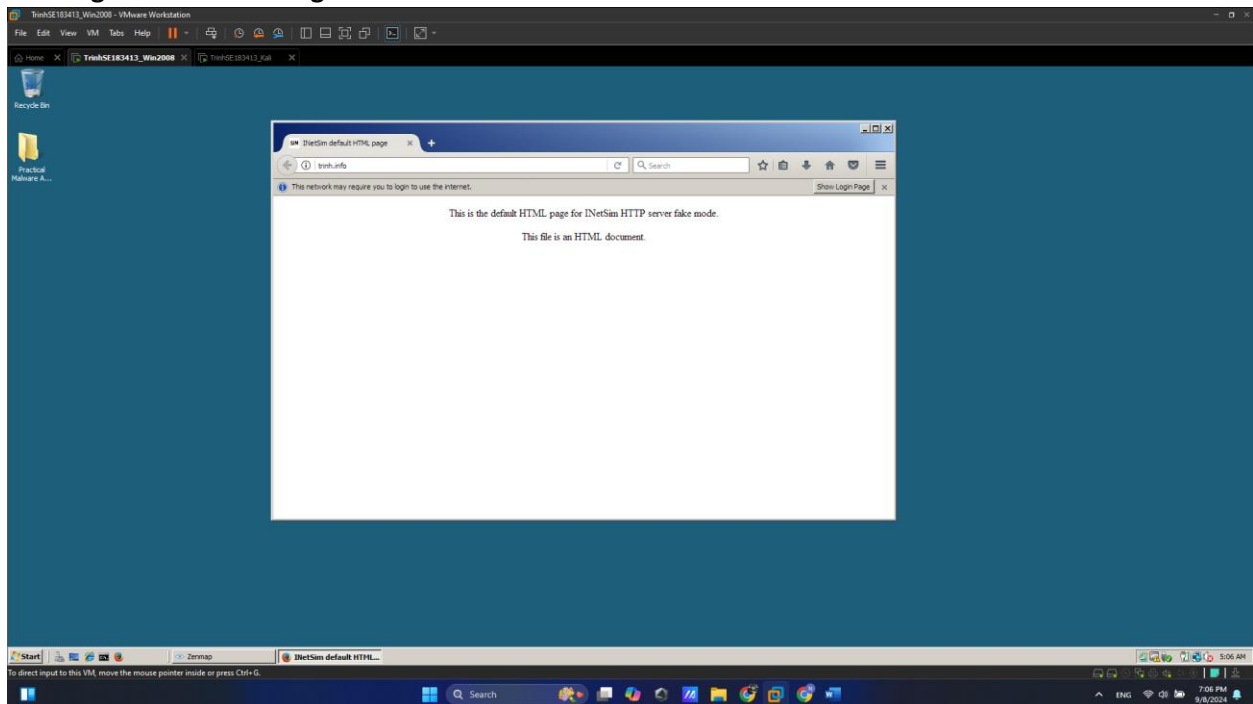 TrinhSE183413_Win2008 - VMware Workstation
File Edit View VM Tabs Help
Home TrinhSE183413_Win2008 TrinhSE183413_Kali
Recycle Bin
Practical
Malware A...
INetSim default HTML page
trinh.info
Search
This network may require you to login to use the internet.
Show Login Page
This is the default HTML page for INetSim HTTP server fake mode.
This file is an HTML document.
Start Zenmap INetSim default HTML... 5:06 AM
To direct input to this VM, move the mouse pointer inside or press Ctrl+G.
Search ENG 7:06 PM
9/8/2024